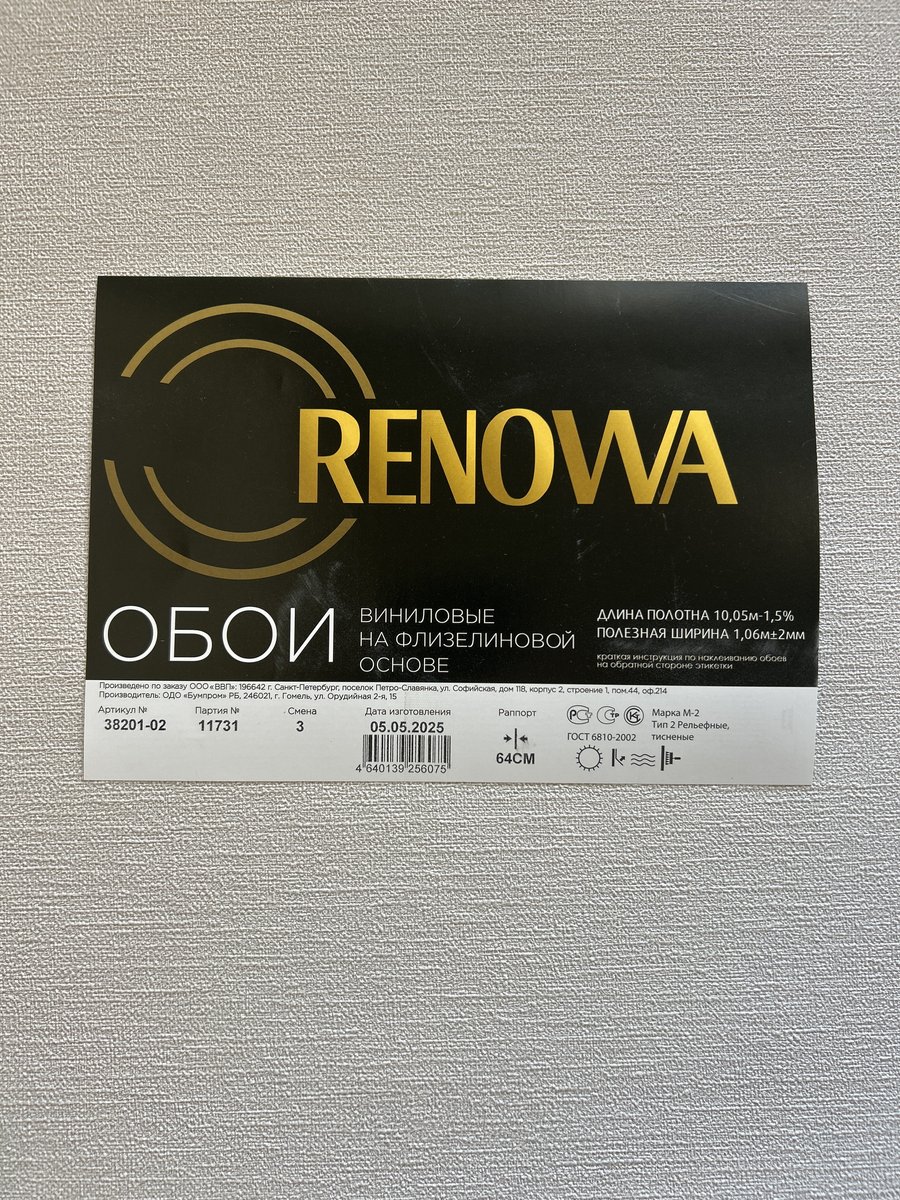 RENOWA
ОБОИ
ВИНИЛОВЫЕ
НА ФЛИЗЕЛИНОВОЙ
ОСНОВЕ
ДЛИНА ПОЛОТНА 10,05м-1,5%
ПОЛЕЗНАЯ ШИРИНА 1,06м±2мм
краткая инструкция по наклеиванию обоев
на обратной стороне этикетки
Произведено по заказу ООО «ВВП»: 196642 г. Санкт-Петербург, поселок Петро-Славянка, ул. Софийская, дом 118, корпус 2, строение 1, пом.44, оф.214
Производитель: ОДО «Бумпром» РБ, 246021, г. Гомель, ул. Орудийная 2-я, 15
Артикул № Партия № Смена Дата изготовления Раппорт
38201-02 11731 3 05.05.2025 64СМ
4 640139 256075
ГОСТ 6810-2002
Марка М-2
Тип 2 Рельефные,
тисненые